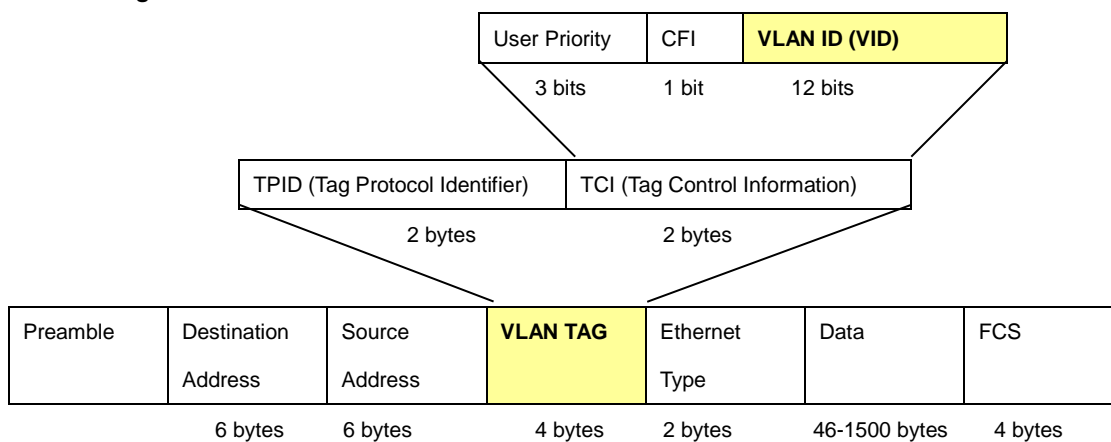 User Priority CFI VLAN ID (VID)
3 bits 1 bit 12 bits
TPID (Tag Protocol Identifier) TCI (Tag Control Information)
2 bytes 2 bytes
Preamble Destination Source VLAN TAG Ethernet Data FCS
Address Address Type
6 bytes 6 bytes 4 bytes 2 bytes 46-1500 bytes 4 bytes